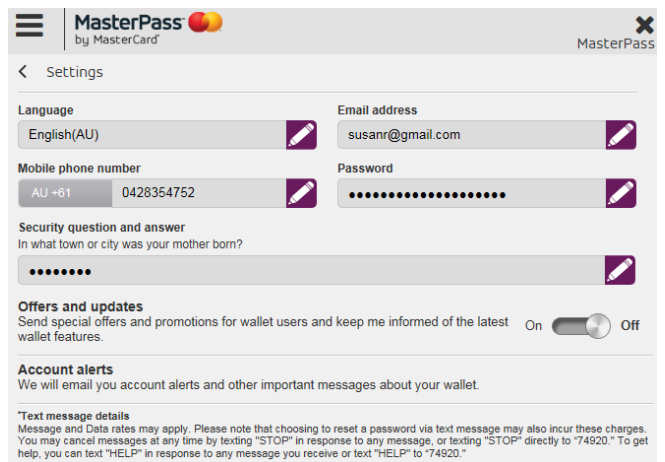 MasterPass
by MasterCard
MasterPass
Settings
Language
Email address
English(AU)
susanr@gmail.com
Mobile phone number
Password
AU +61 0428354752
••••••••••••••••••••
Security question and answer
In what town or city was your mother born?
••••••••
Offers and updates
Send special offers and promotions for wallet users and keep me informed of the latest
wallet features.
On Off
Account alerts
We will email you account alerts and other important messages about your wallet.
*Text message details
Message and Data rates may apply. Please note that choosing to reset a password via text message may also incur these charges.
You may cancel messages at any time by texting "STOP" in response to any message, or texting "STOP" directly to "74920." To get
help, you can text "HELP" in response to any message you receive or text "HELP" to "74920."